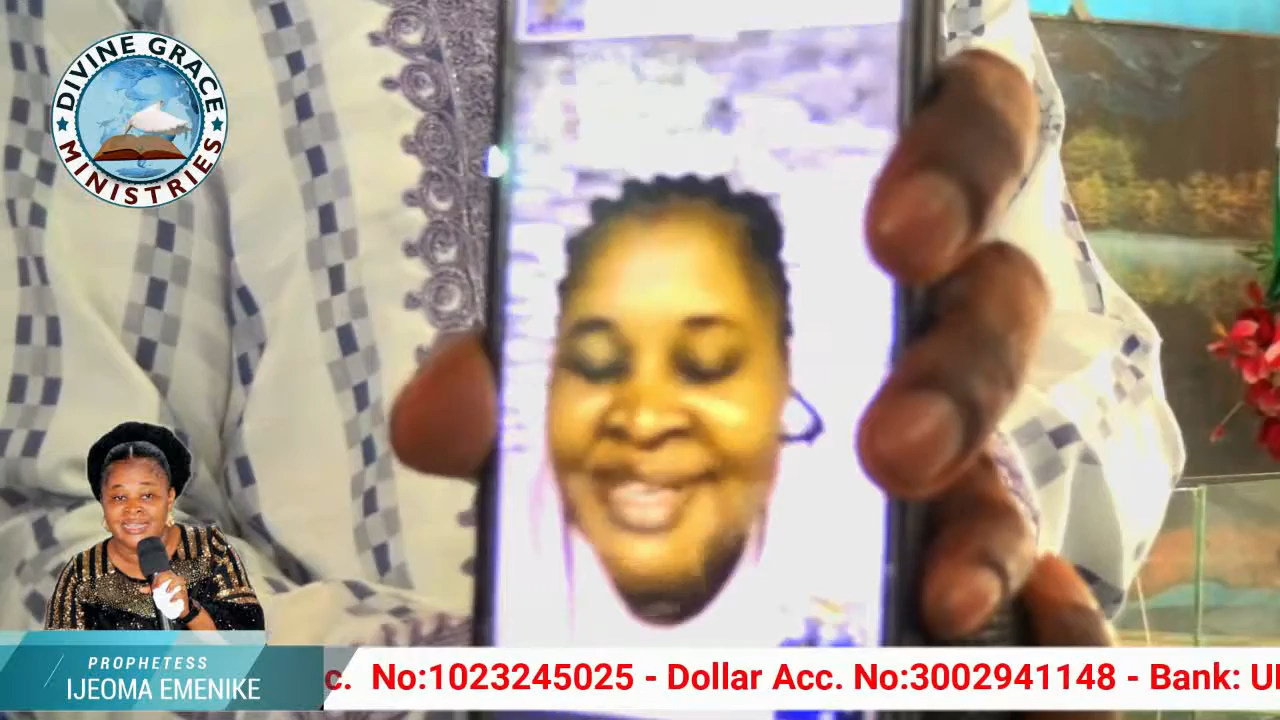 DIVINE GRACE
MINISTRIES
PROPHETESS
IJEOMA EMENIKE
c. No:1023245025 - Dollar Acc. No:3002941148 - Bank: